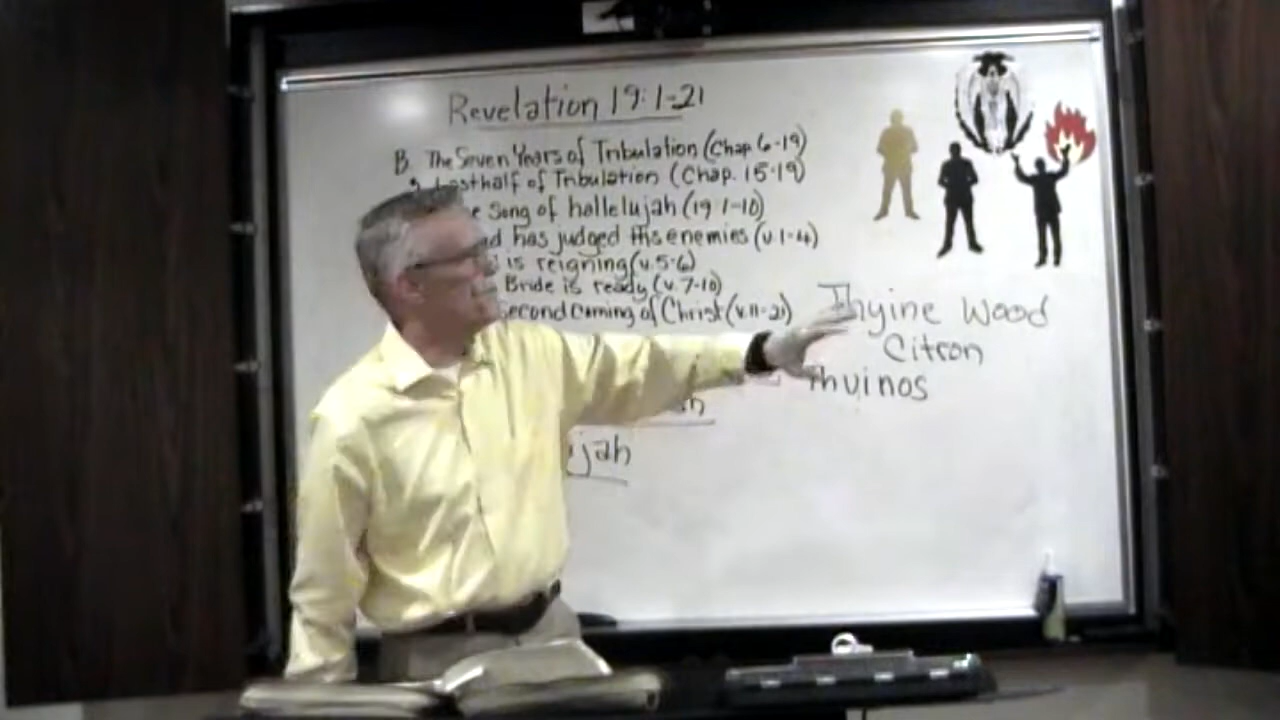 Revelation 19:1-21
B. The Seven Years of Tribulation (Chap. 6-19)
half of Tribulation (Chap. 15-19)
Song of hallelujah (19:1-10)
has judged His enemies (v.1-4)
is reigning (v.5-6)
Bride is ready (v.7-10)
Second Coming of Christ (v.11-21)
Thyine Wood
Citron
Thuinos
jah